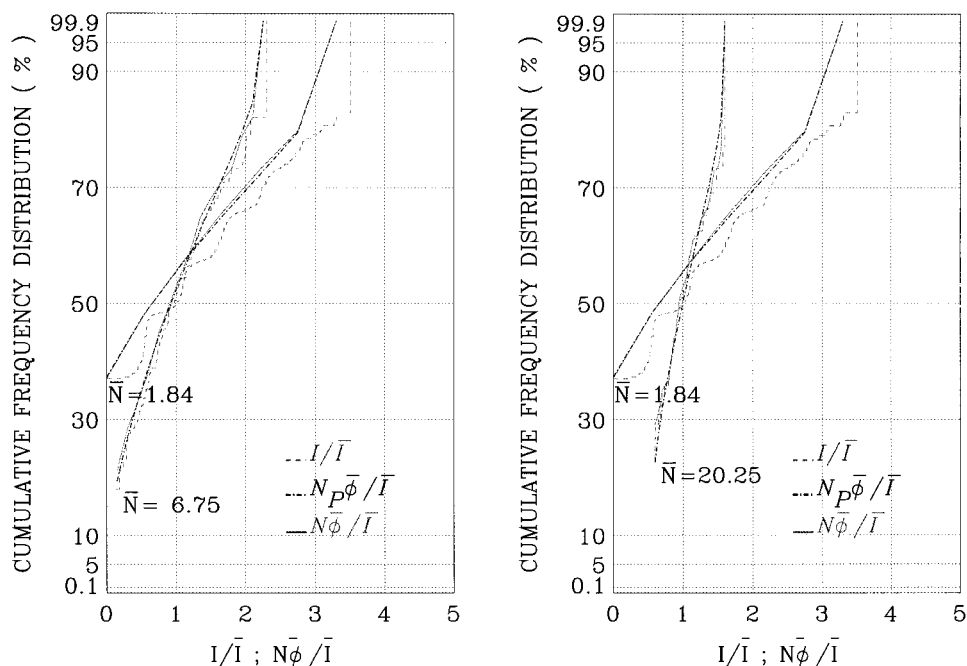 CUMULATIVE FREQUENCY DISTRIBUTION ( % )
99.9
95
90
70
50
30
10
5
0.1
N̅ =1.84
N̅ = 6.75
I/I̅
N_Pϕ̅/I̅
Nϕ̅/I̅
0 1 2 3 4 5
I/I̅ ; Nϕ̅/I̅
CUMULATIVE FREQUENCY DISTRIBUTION ( % )
99.9
95
90
70
50
30
10
5
0.1
N̅ =1.84
N̅ =20.25
I/I̅
N_Pϕ̅/I̅
Nϕ̅/I̅
0 1 2 3 4 5
I/I̅ ; Nϕ̅/I̅